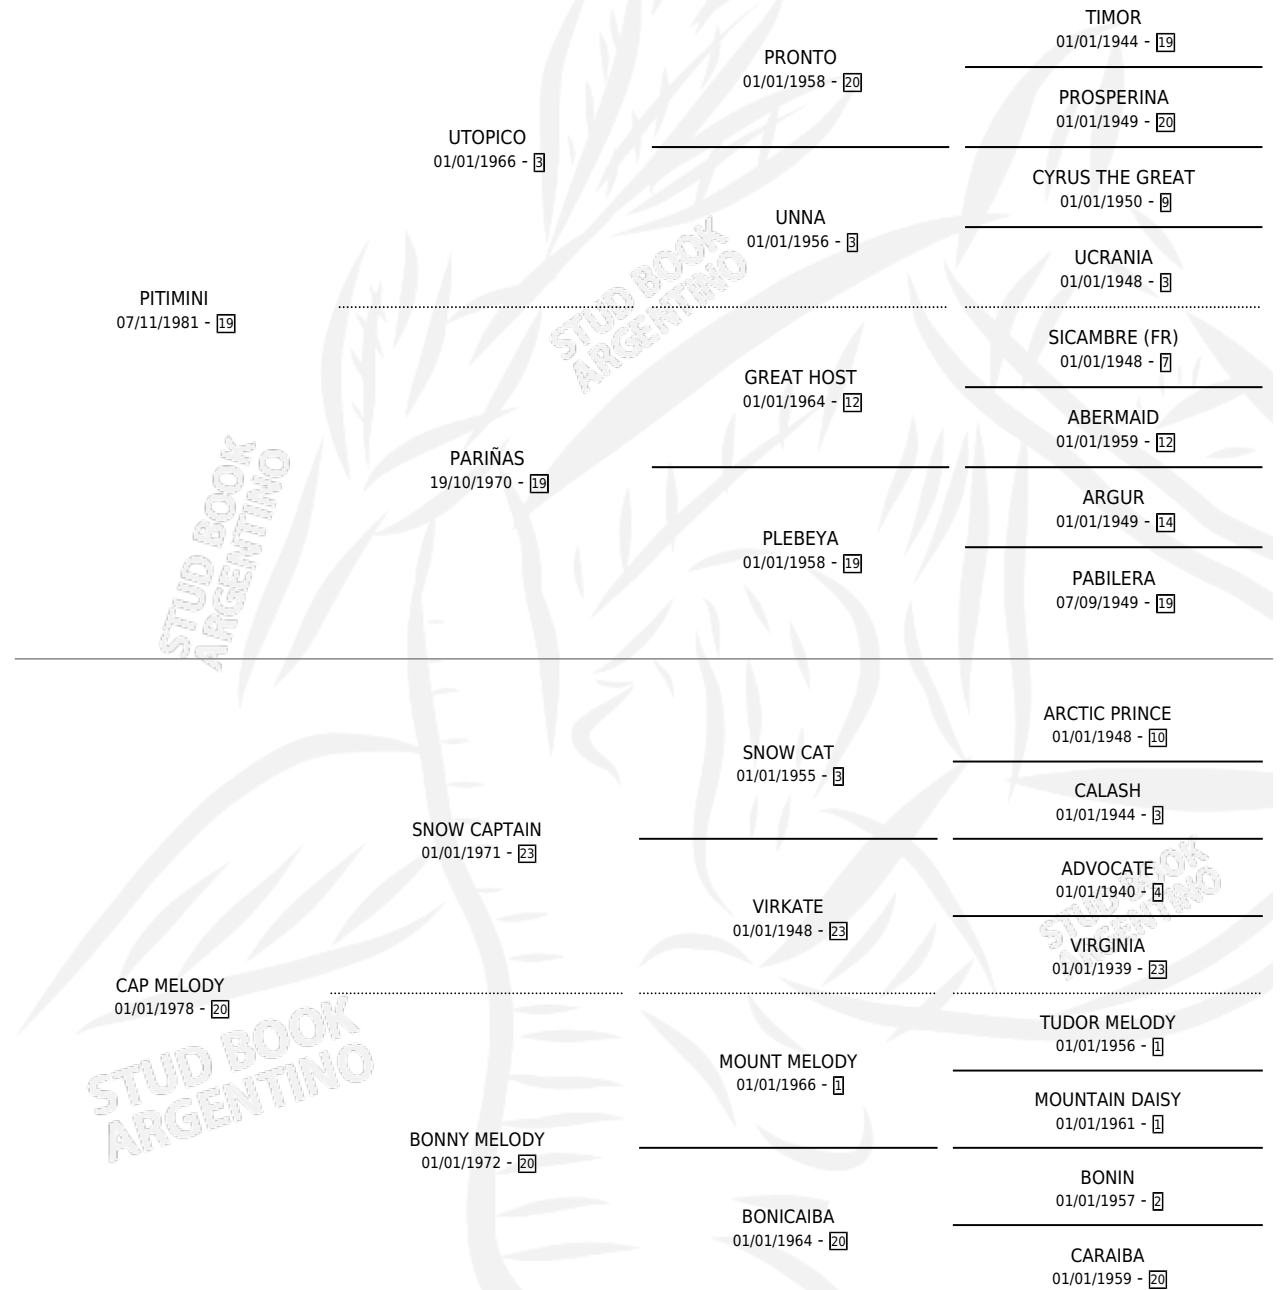 TIMOR
01/01/1944 - 19
PRONTO
01/01/1958 - 20
PROSPERINA
01/01/1949 - 20
UTOPICO
01/01/1966 - 3
CYRUS THE GREAT
01/01/1950 - 9
UNNA
01/01/1956 - 3
UCRANIA
01/01/1948 - 3
PITIMINI
07/11/1981 - 19
SICAMBRE (FR)
01/01/1948 - 7
GREAT HOST
01/01/1964 - 12
ABERMAID
01/01/1959 - 12
PARIÑAS
19/10/1970 - 19
ARGUR
01/01/1949 - 14
PLEBEYA
01/01/1958 - 19
PABILERA
07/09/1949 - 19
ARCTIC PRINCE
01/01/1948 - 10
SNOW CAT
01/01/1955 - 3
CALASH
01/01/1944 - 3
SNOW CAPTAIN
01/01/1971 - 23
ADVOCATE
01/01/1940 - 4
VIRKATE
01/01/1948 - 23
VIRGINIA
01/01/1939 - 23
CAP MELODY
01/01/1978 - 20
TUDOR MELODY
01/01/1956 - 1
MOUNT MELODY
01/01/1966 - 1
MOUNTAIN DAISY
01/01/1961 - 1
BONNY MELODY
01/01/1972 - 20
BONIN
01/01/1957 - 2
BONICAIBA
01/01/1964 - 20
CARAIBA
01/01/1959 - 20
STUD BOOK
ARGENTINO
STUD BOOK
ARGENTINO
STUD BOOK
ARGENTINO
STUD BOOK
ARGENTINO